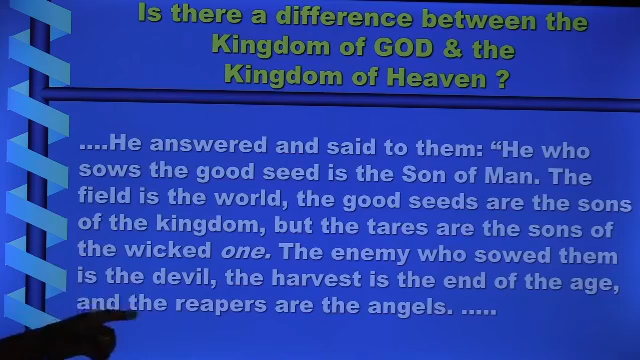 Is there a difference between the
Kingdom of GOD & the
Kingdom of Heaven ?
....He answered and said to them: “He who
sows the good seed is the Son of Man. The
field is the world, the good seeds are the sons
of the kingdom, but the tares are the sons of
the wicked one. The enemy who sowed them
is the devil, the harvest is the end of the age,
and the reapers are the angels. .....